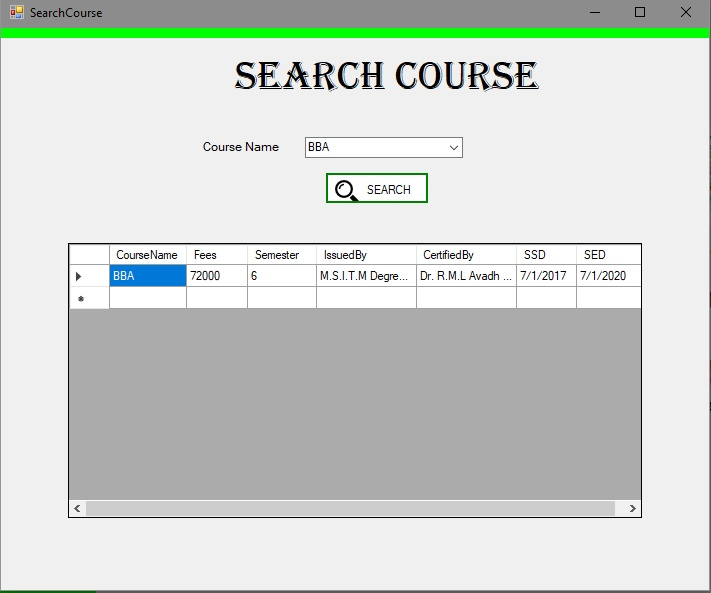 SearchCourse
SEARCH COURSE
Course Name BBA
SEARCH
CourseName Fees Semester IssuedBy CertifiedBy SSD SED
BBA 72000 6 M.S.I.T.M Degre... Dr. R.M.L Avadh ... 7/1/2017 7/1/2020